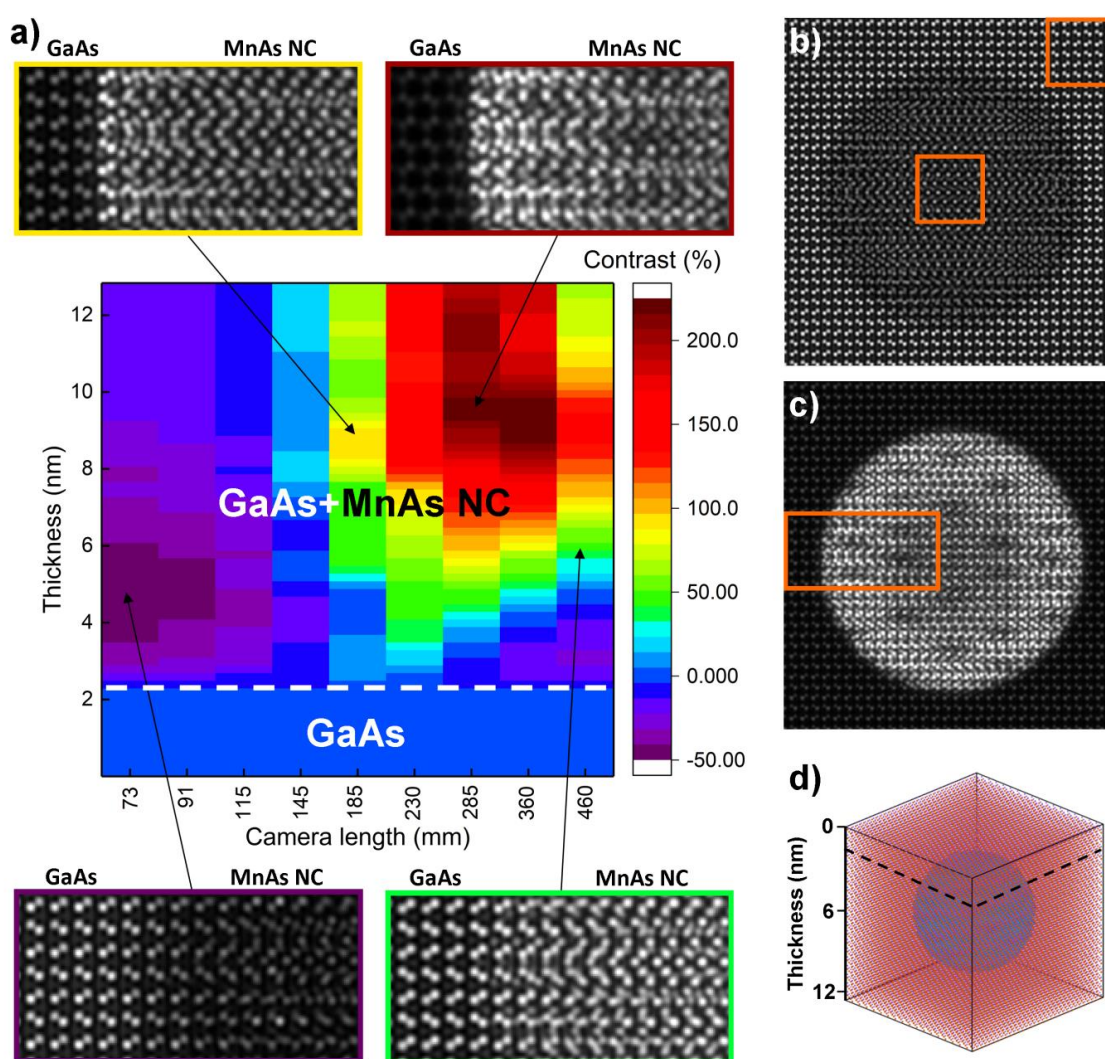 a)
GaAs MnAs NC
GaAs MnAs NC
b)
Contrast (%)
12
10
8
6
4
2
Thickness (nm)
GaAs+MnAs NC
GaAs
200.0
150.0
100.0
50.00
0.000
-50.00
73 91 115 145 185 230 285 360 460
Camera length (mm)
c)
GaAs MnAs NC
GaAs MnAs NC
d)
0
6
12
Thickness (nm)